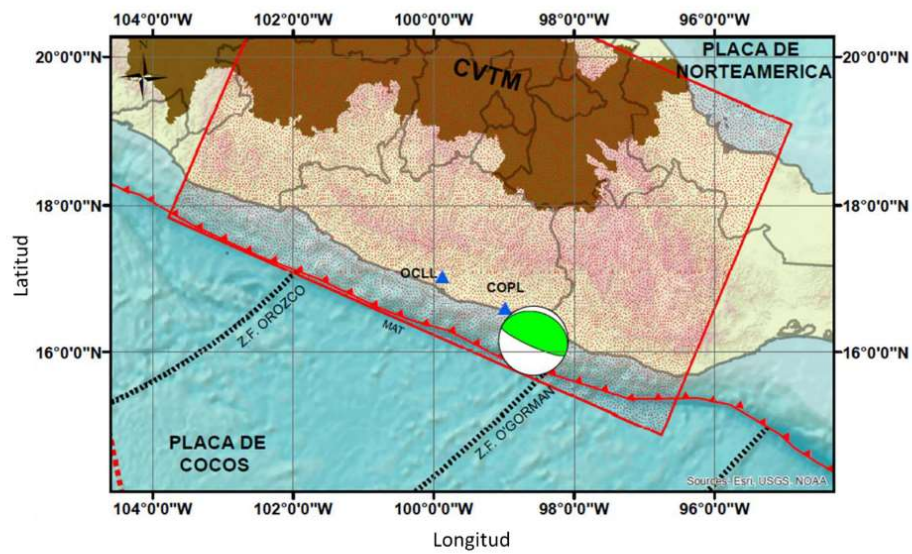 104°00'0"W 102°0'0"W 100°0'0"W 98°0'0"W 96°0'0"W
20°0'0"N
18°0'0"N
16°0'0"N
Latitud
N
CVTM
PLACA DE
NORTEAMERICA
20°0'0"N
18°0'0"N
16°0'0"N
OCLL
COPL
MAT
Z.F. OROZCO
Z.F. O'GORMAN
PLACA DE
COCOS
Sources: Esri, USGS, NOAA
104°0'0"W 102°0'0"W 100°0'0"W 98°0'0"W 96°0'0"W
Longitud